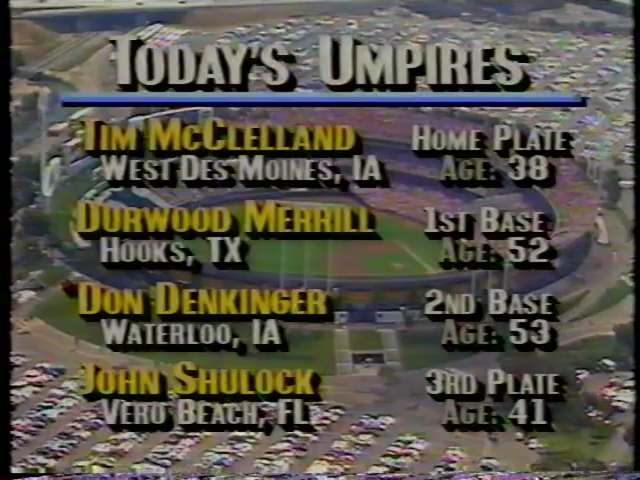 TODAY'S UMPIRES
TIM MCCLELLAND HOME PLATE
WEST DES MOINES, IA AGE: 38
DURWOOD MERRILL 1ST BASE
HOOKS, TX AGE: 52
DON DENKINGER 2ND BASE
WATERLOO, IA AGE: 53
JOHN SHULOCK 3RD PLATE
VERO BEACH, FL AGE: 41